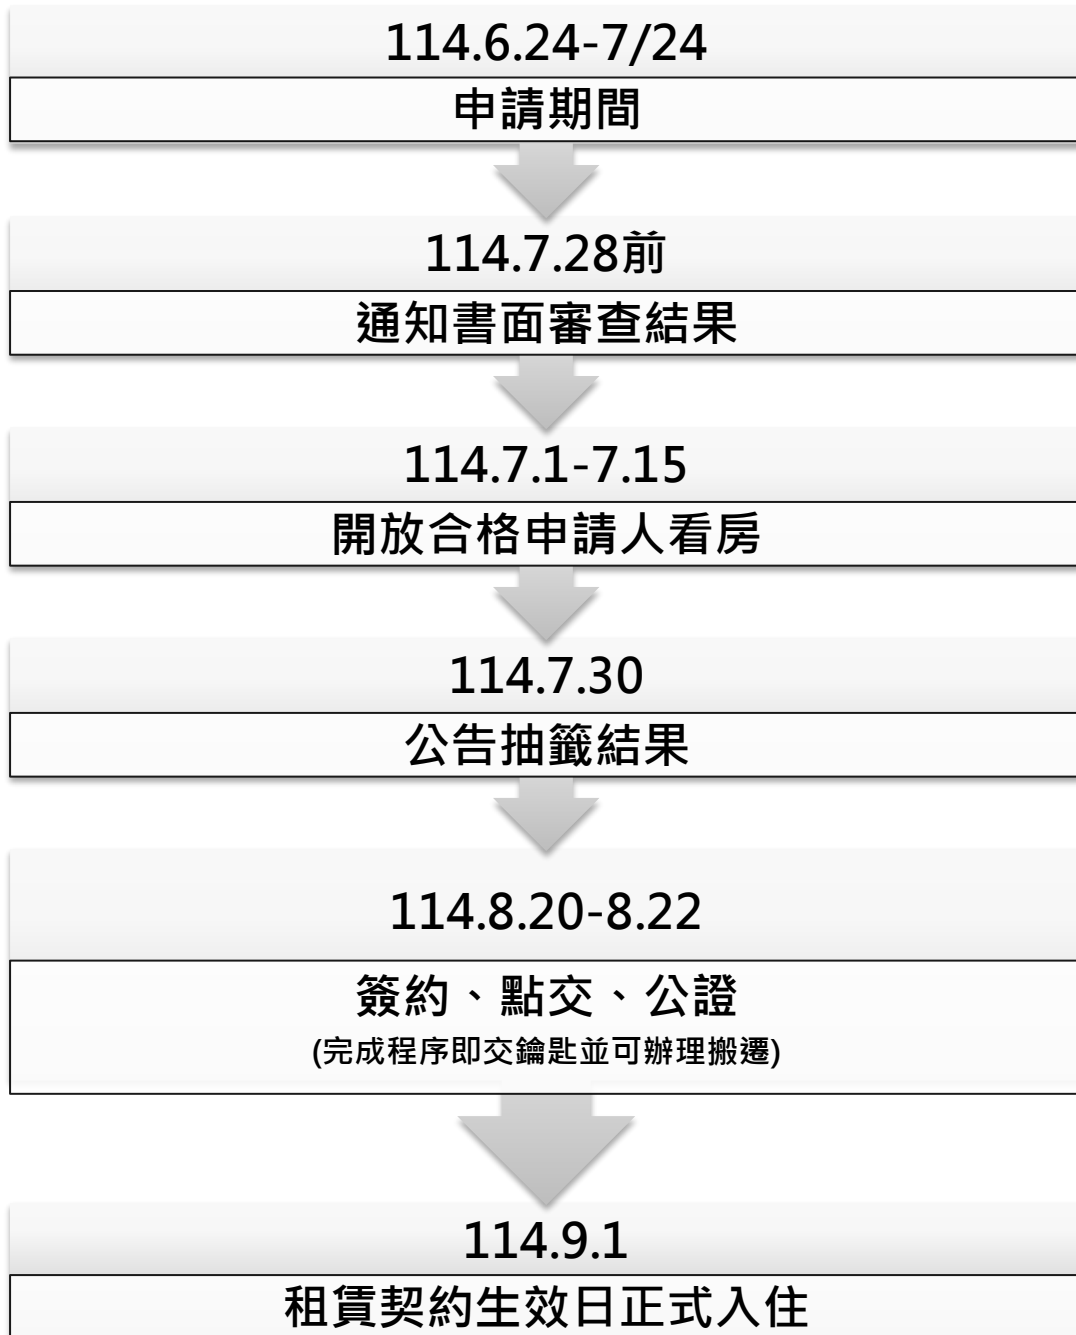 114.6.24-7/24
申請期間
114.7.28前
通知書面審查結果
114.7.1-7.15
開放合格申請人看房
114.7.30
公告抽籤結果
114.8.20-8.22
簽約、點交、公證
(完成程序即交鑰匙並可辦理搬遷)
114.9.1
租賃契約生效日正式入住